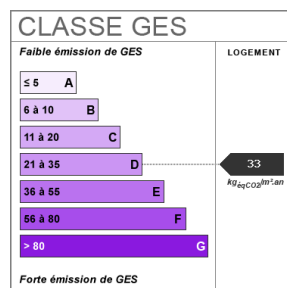 CLASSE GES
Faible émission de GES
LOGEMENT
≤ 5 A
6 à 10 B
11 à 20 C
21 à 35 D
33
kgéqCO2/m².an
36 à 55 E
56 à 80 F
> 80 G
Forte émission de GES